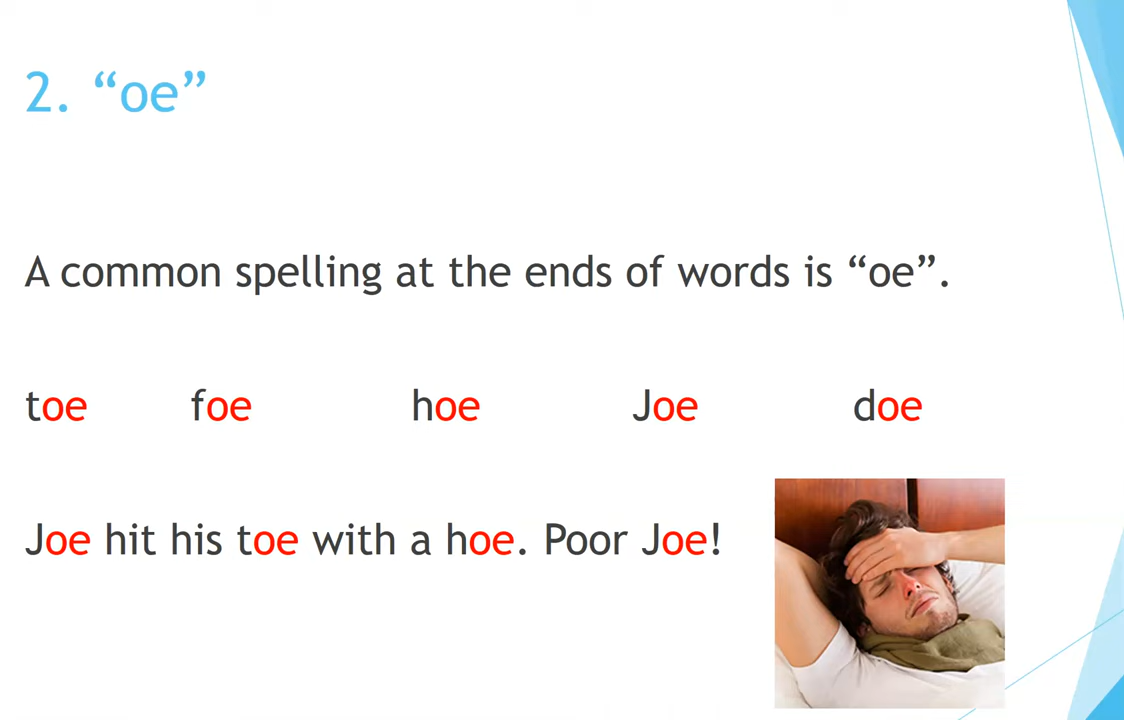 2. “oe”
A common spelling at the ends of words is “oe”.
toe foe hoe Joe doe
Joe hit his toe with a hoe. Poor Joe!